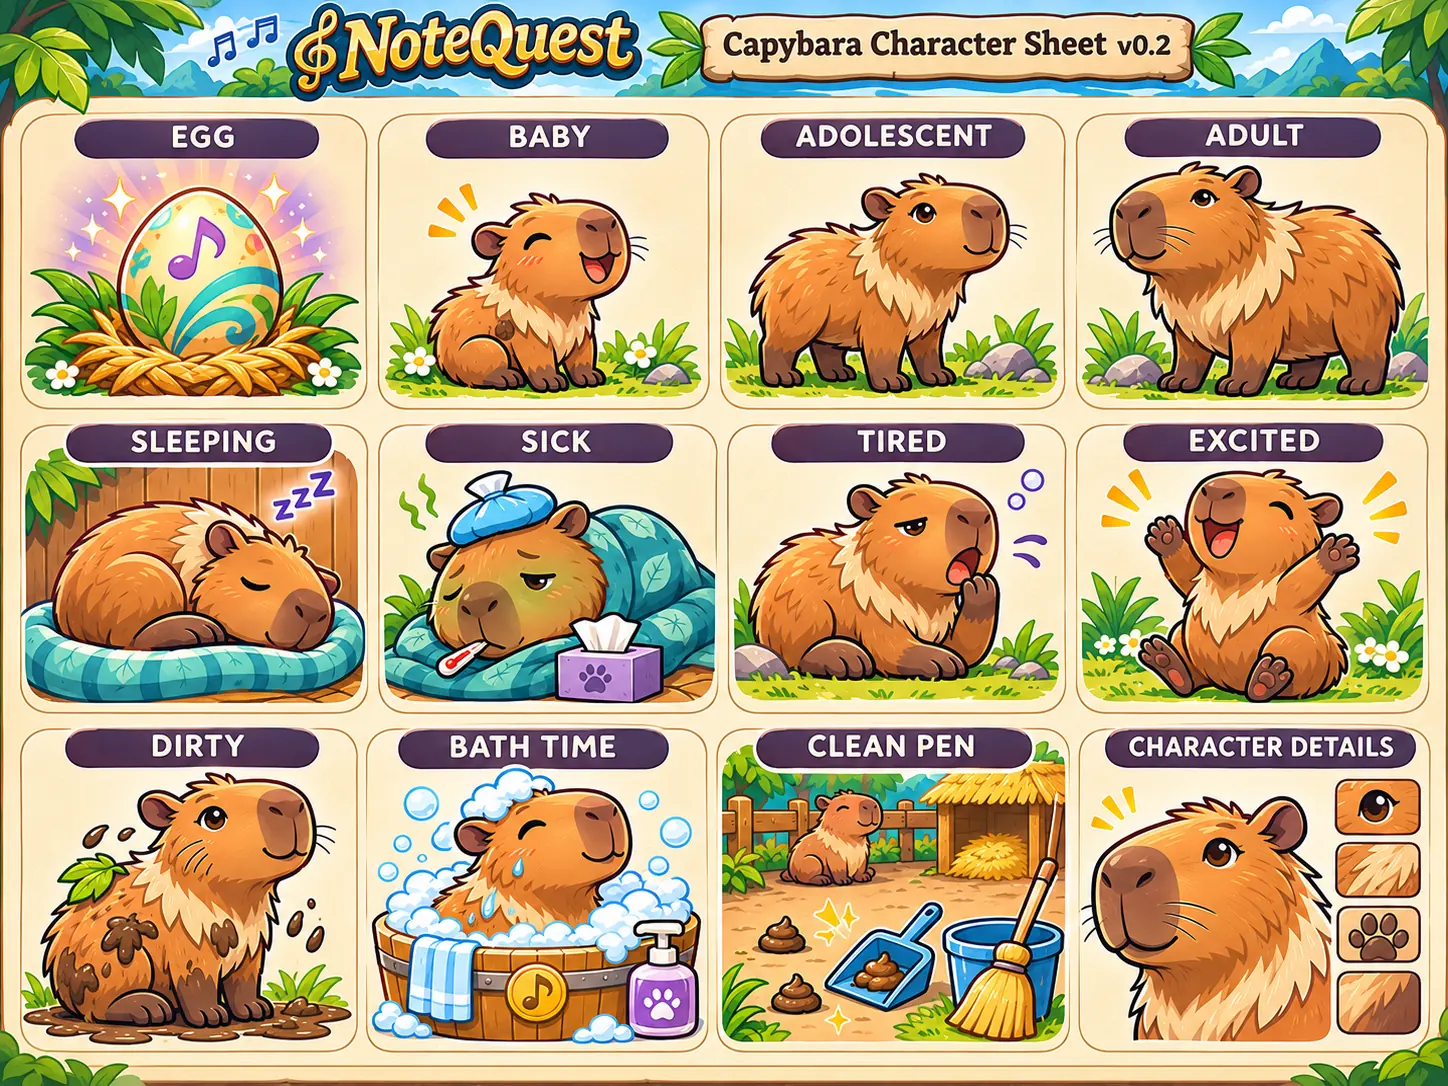 NoteQuest
Capybara Character Sheet v0.2
EGG
BABY
ADOLESCENT
ADULT
SLEEPING
zzz
SICK
TIRED
EXCITED
DIRTY
BATH TIME
CLEAN PEN
CHARACTER DETAILS